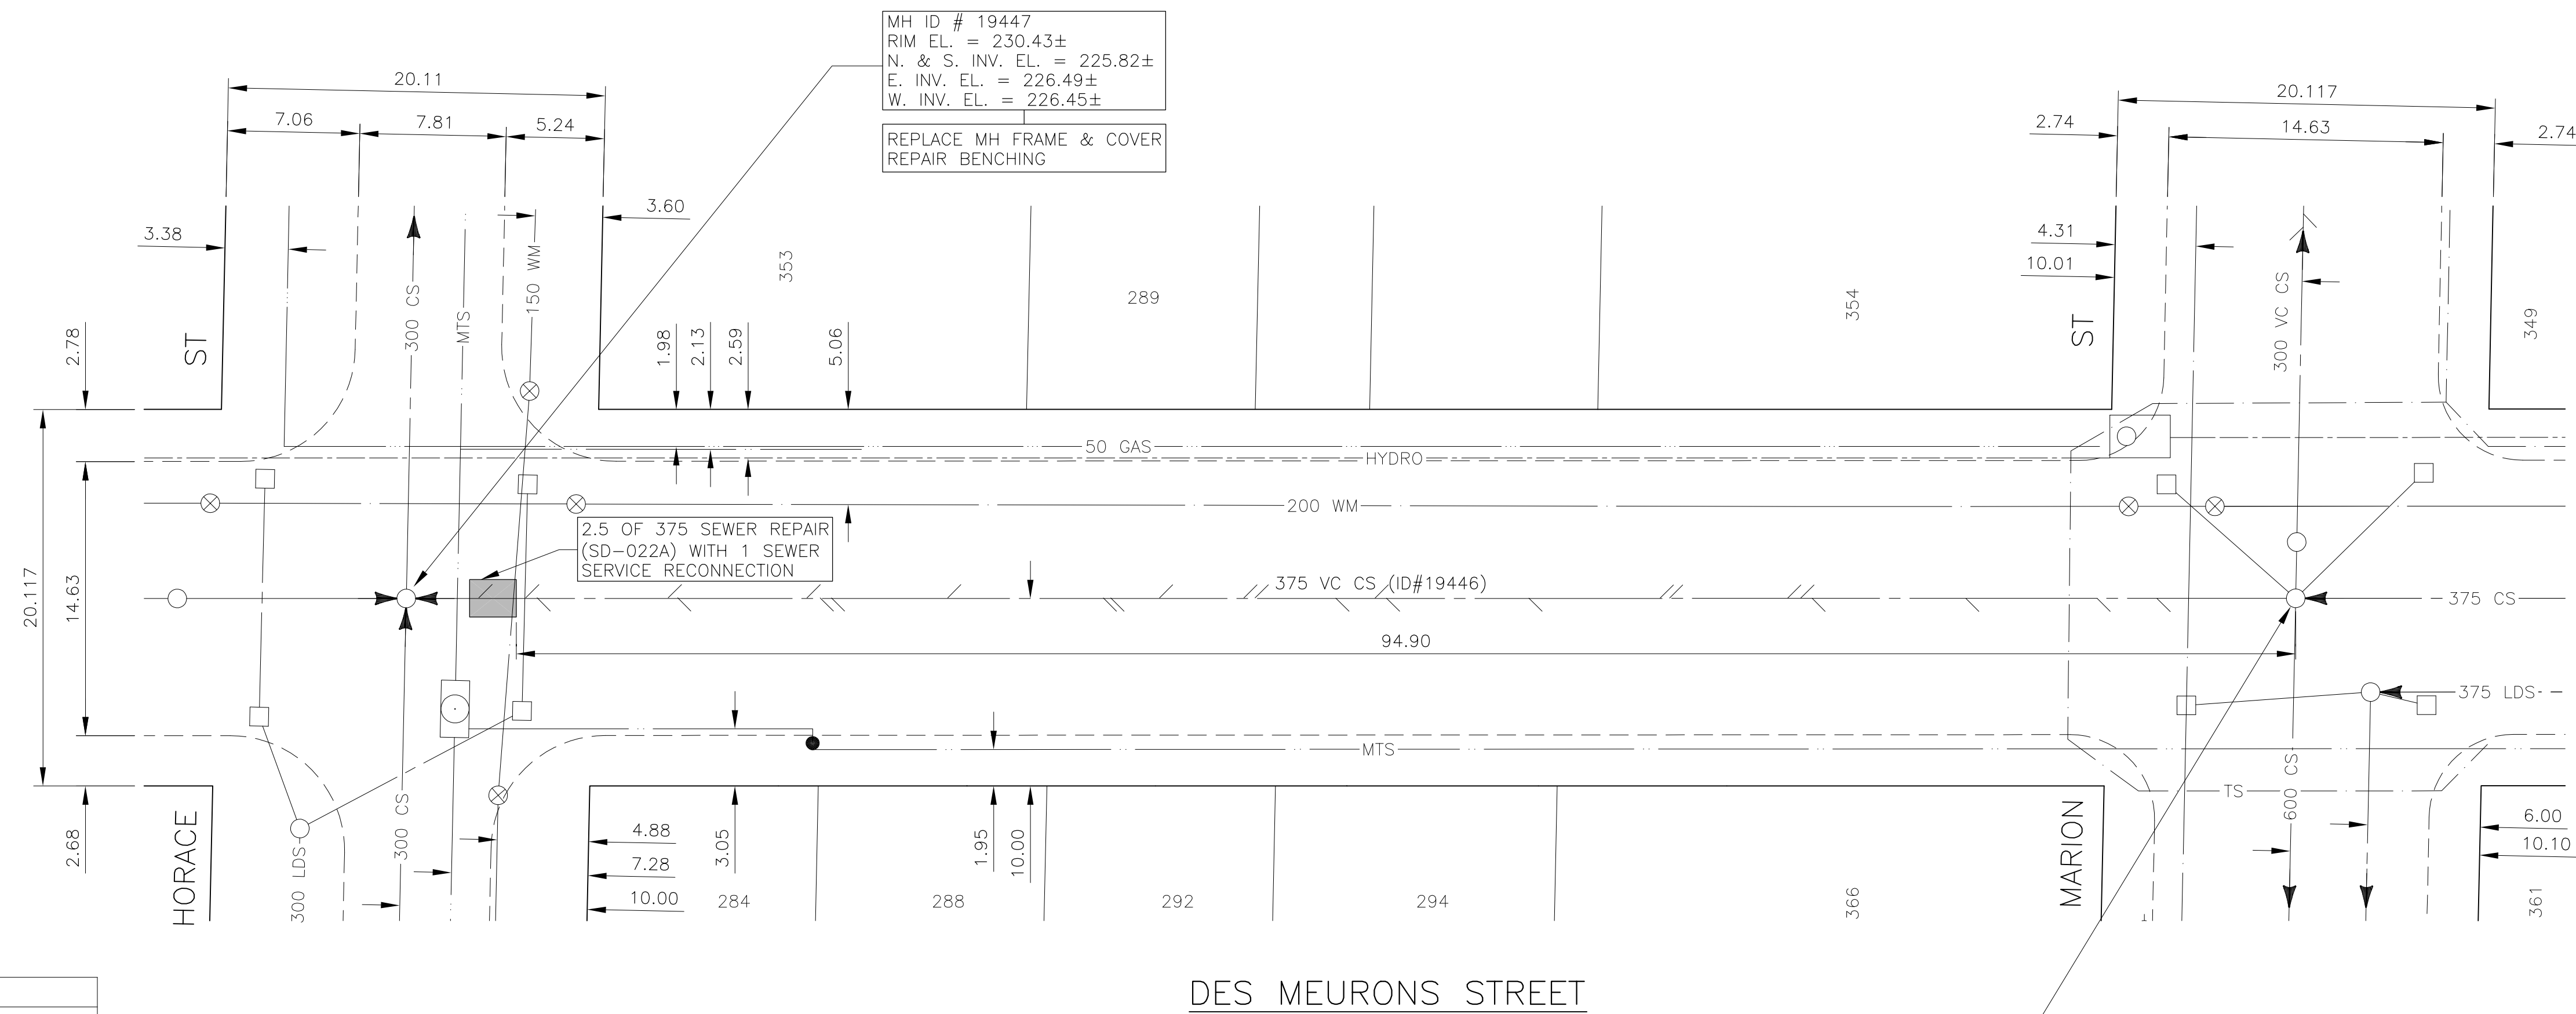 MH ID # 19447
RIM EL. = 230.43±
N. & S. INV. EL. = 225.82±
E. INV. EL. = 226.49±
W. INV. EL. = 226.45±
REPLACE MH FRAME & COVER
REPAIR BENCHING
20.11
7.06
7.81
5.24
3.38
3.60
20.117
2.74
14.63
2.74
4.31
10.01
300 CS
MTS
150 WM
353
289
354
300 VC CS
349
ST
ST
2.78
1.98
2.13
2.59
5.06
50 GAS
HYDRO
200 WM
2.5 OF 375 SEWER REPAIR
(SD-022A) WITH 1 SEWER
SERVICE RECONNECTION
375 VC CS (ID#19446)
375 CS
20.117
14.63
94.90
375 LDS
MTS
TS
600 CS
2.68
HORACE
300 LDS
300 CS
4.88
7.28
10.00
3.05
1.95
10.00
284
288
292
294
366
MARION
6.00
10.10
361
DES MEURONS STREET